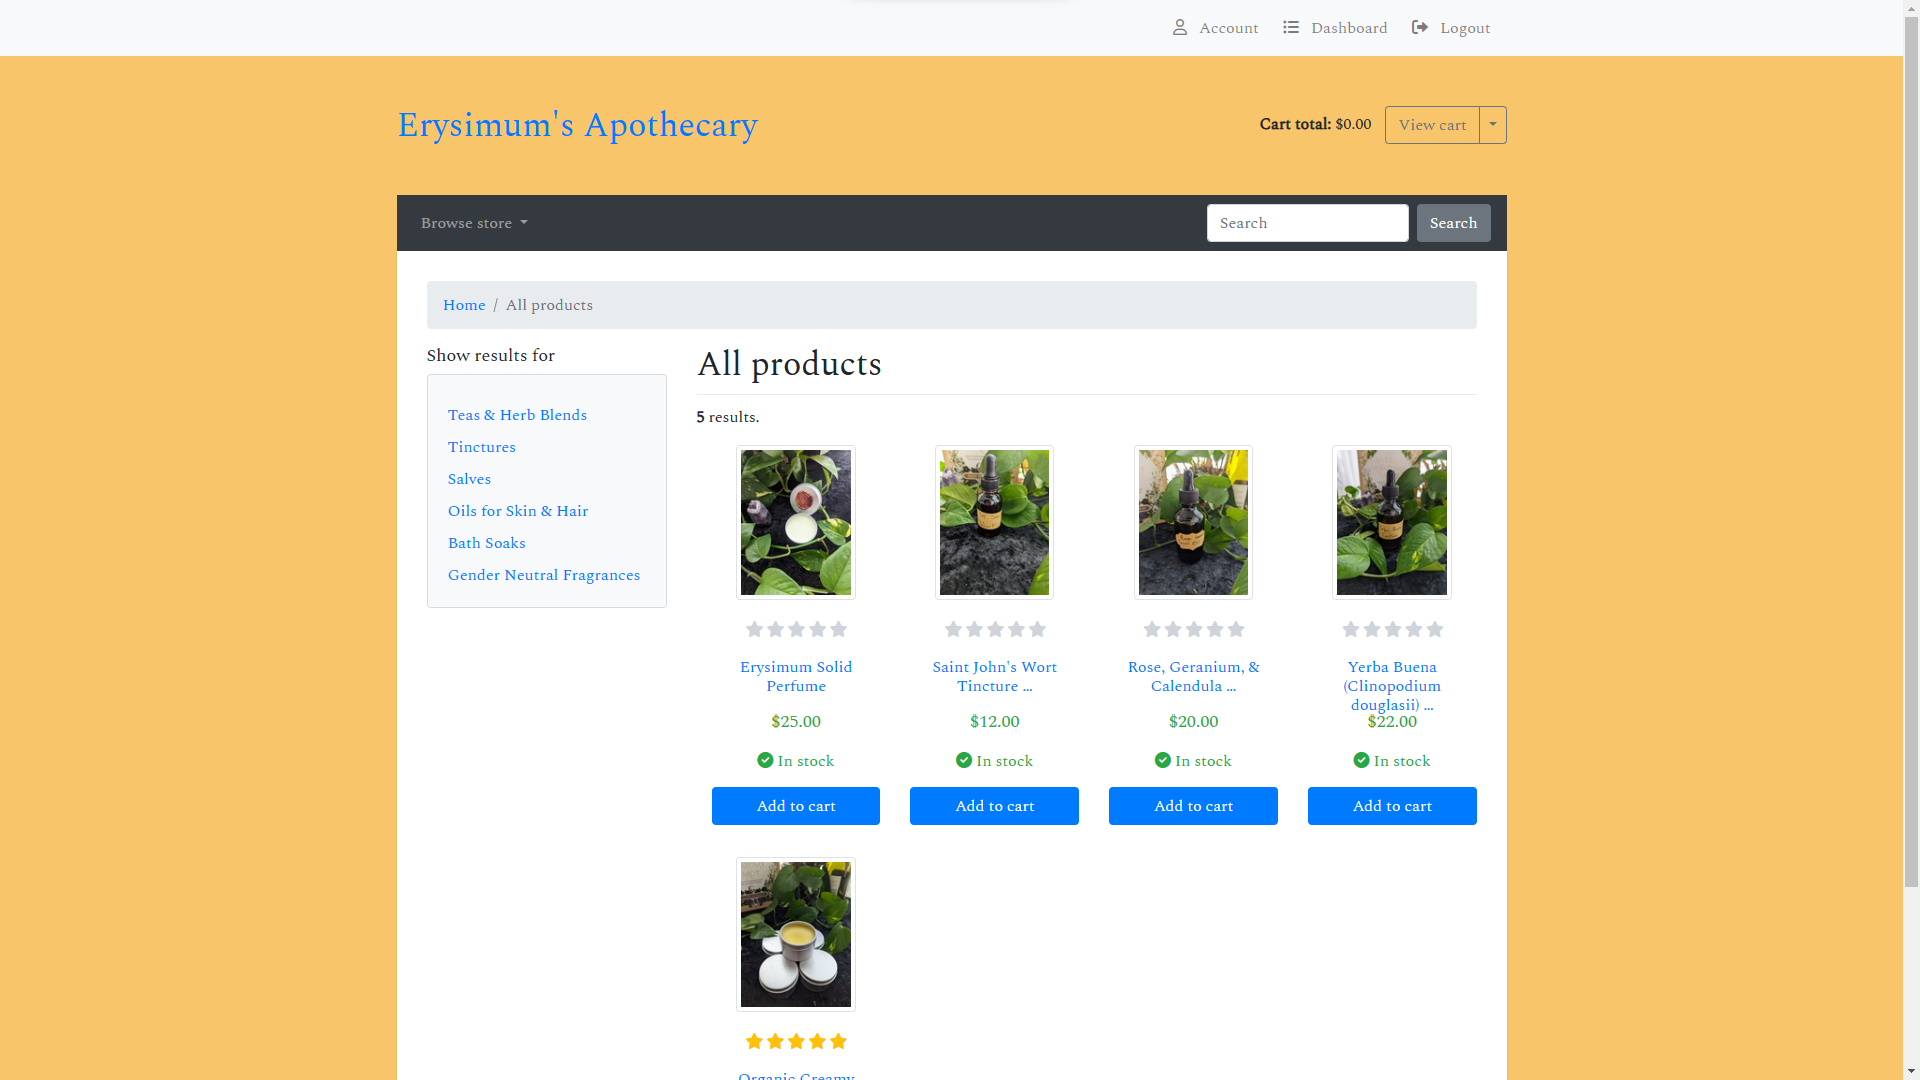 Account Dashboard Logout
Erysimum's Apothecary
Cart total: $0.00 View cart
Browse store
Search Search
Home / All products
Show results for
Teas & Herb Blends
Tinctures
Salves
Oils for Skin & Hair
Bath Soaks
Gender Neutral Fragrances
All products
5 results.
Erysimum Solid
Perfume
$25.00
In stock
Add to cart
Saint John's Wort
Tincture ...
$12.00
In stock
Add to cart
Rose, Geranium, &
Calendula ...
$20.00
In stock
Add to cart
Yerba Buena
(Clinopodium
douglasii) ...
$22.00
In stock
Add to cart
Organic Creamy